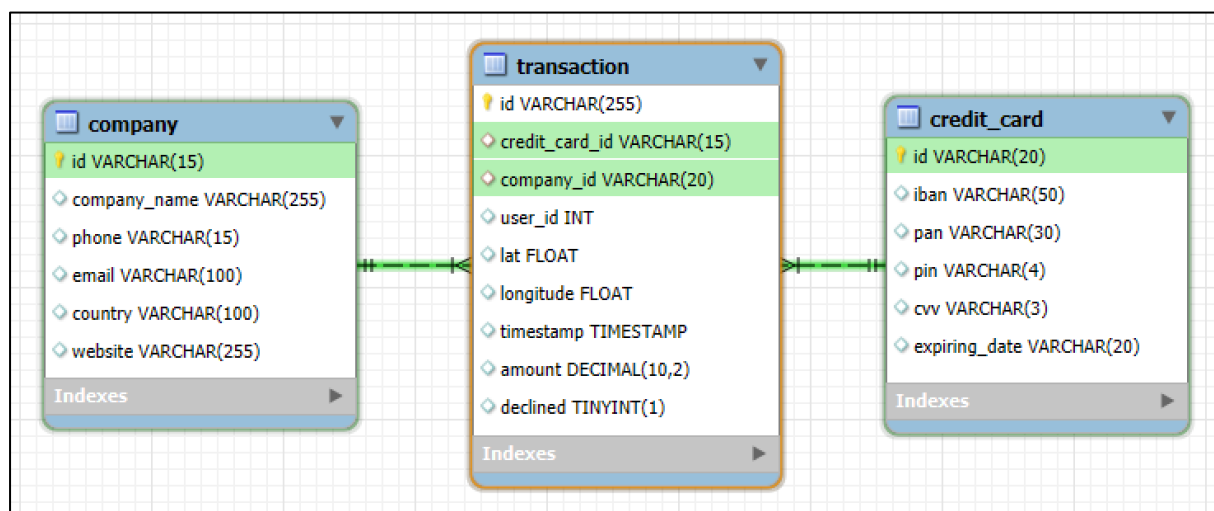 company
id VARCHAR(15)
company_name VARCHAR(255)
phone VARCHAR(15)
email VARCHAR(100)
country VARCHAR(100)
website VARCHAR(255)
Indexes
transaction
id VARCHAR(255)
credit_card_id VARCHAR(15)
company_id VARCHAR(20)
user_id INT
lat FLOAT
longitude FLOAT
timestamp TIMESTAMP
amount DECIMAL(10,2)
declined TINYINT(1)
Indexes
credit_card
id VARCHAR(20)
iban VARCHAR(50)
pan VARCHAR(30)
pin VARCHAR(4)
cvv VARCHAR(3)
expiring_date VARCHAR(20)
Indexes